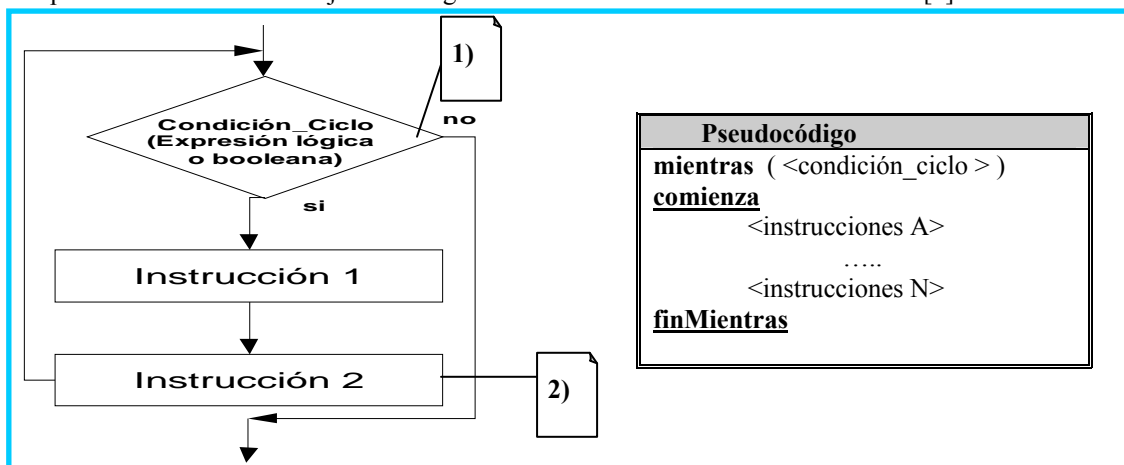 1)
Condición_Ciclo
(Expresión lógica
o booleana)
no
si
Instrucción 1
Instrucción 2
2)
Pseudocódigo
mientras ( <condición_ciclo > )
comienza
<instrucciones A>
…..
<instrucciones N>
finMientras